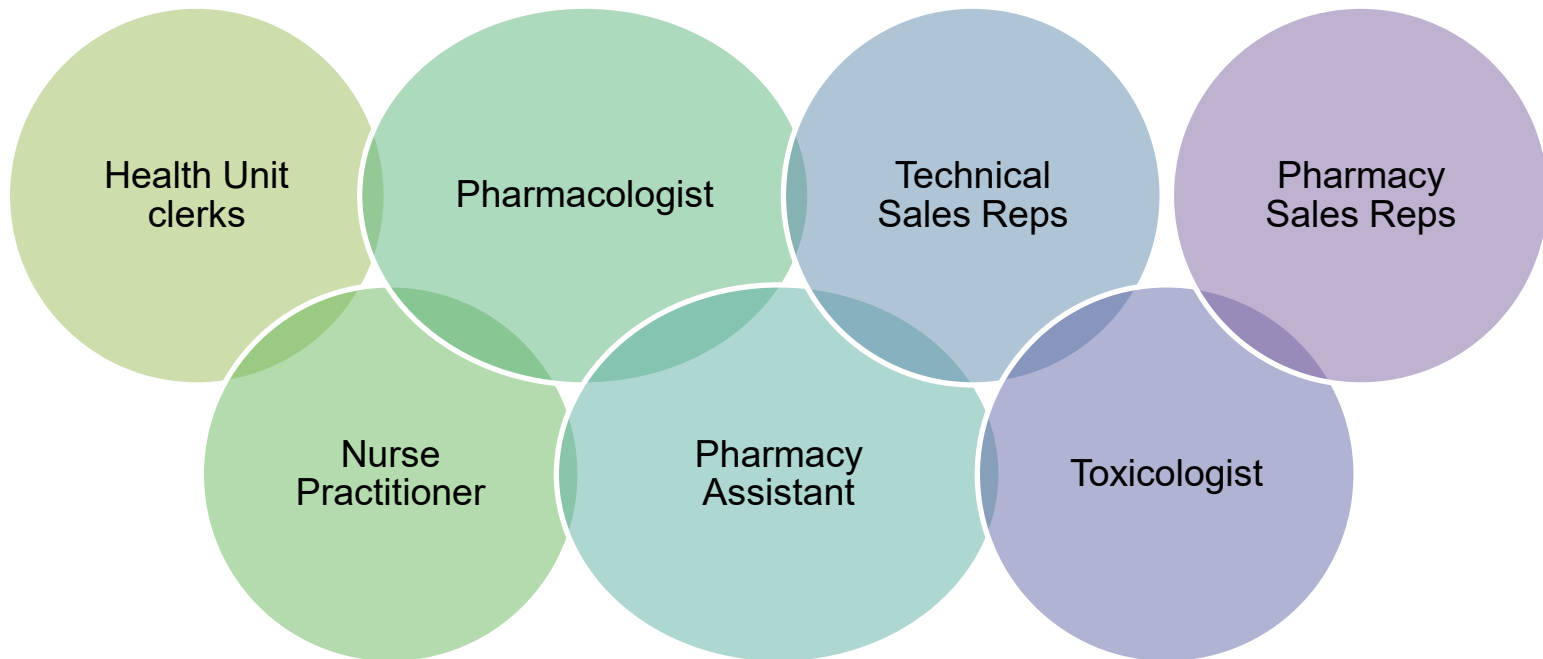 Health Unit
clerks
Pharmacologist
Technical
Sales Reps
Pharmacy
Sales Reps
Nurse
Practitioner
Pharmacy
Assistant
Toxicologist